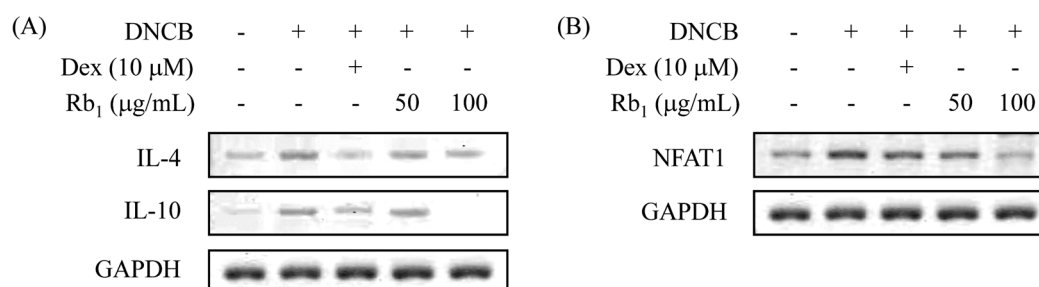 (A) DNCB - + + + +
Dex (10 μM) - - + - -
Rb₁ (μg/mL) - - - 50 100
IL-4
IL-10
GAPDH
(B) DNCB - + + + +
Dex (10 μM) - - + - -
Rb₁ (μg/mL) - - - 50 100
NFAT1
GAPDH